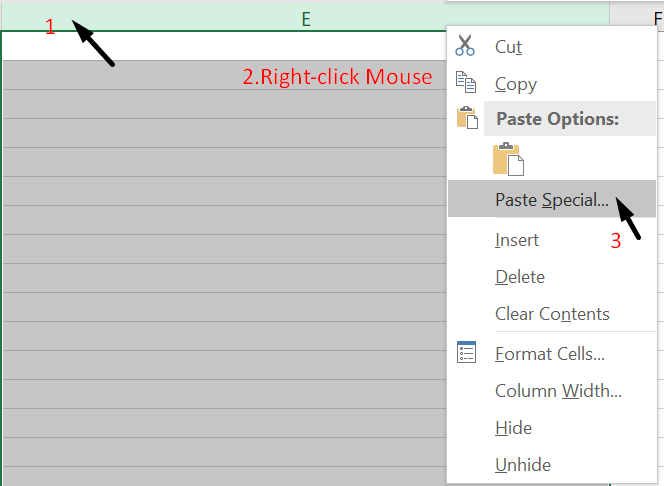 1
E
F
2.Right-click Mouse
Cut
Copy
Paste Options:
Paste Special...
Insert
3
Delete
Clear Contents
Format Cells...
Column Width...
Hide
Unhide